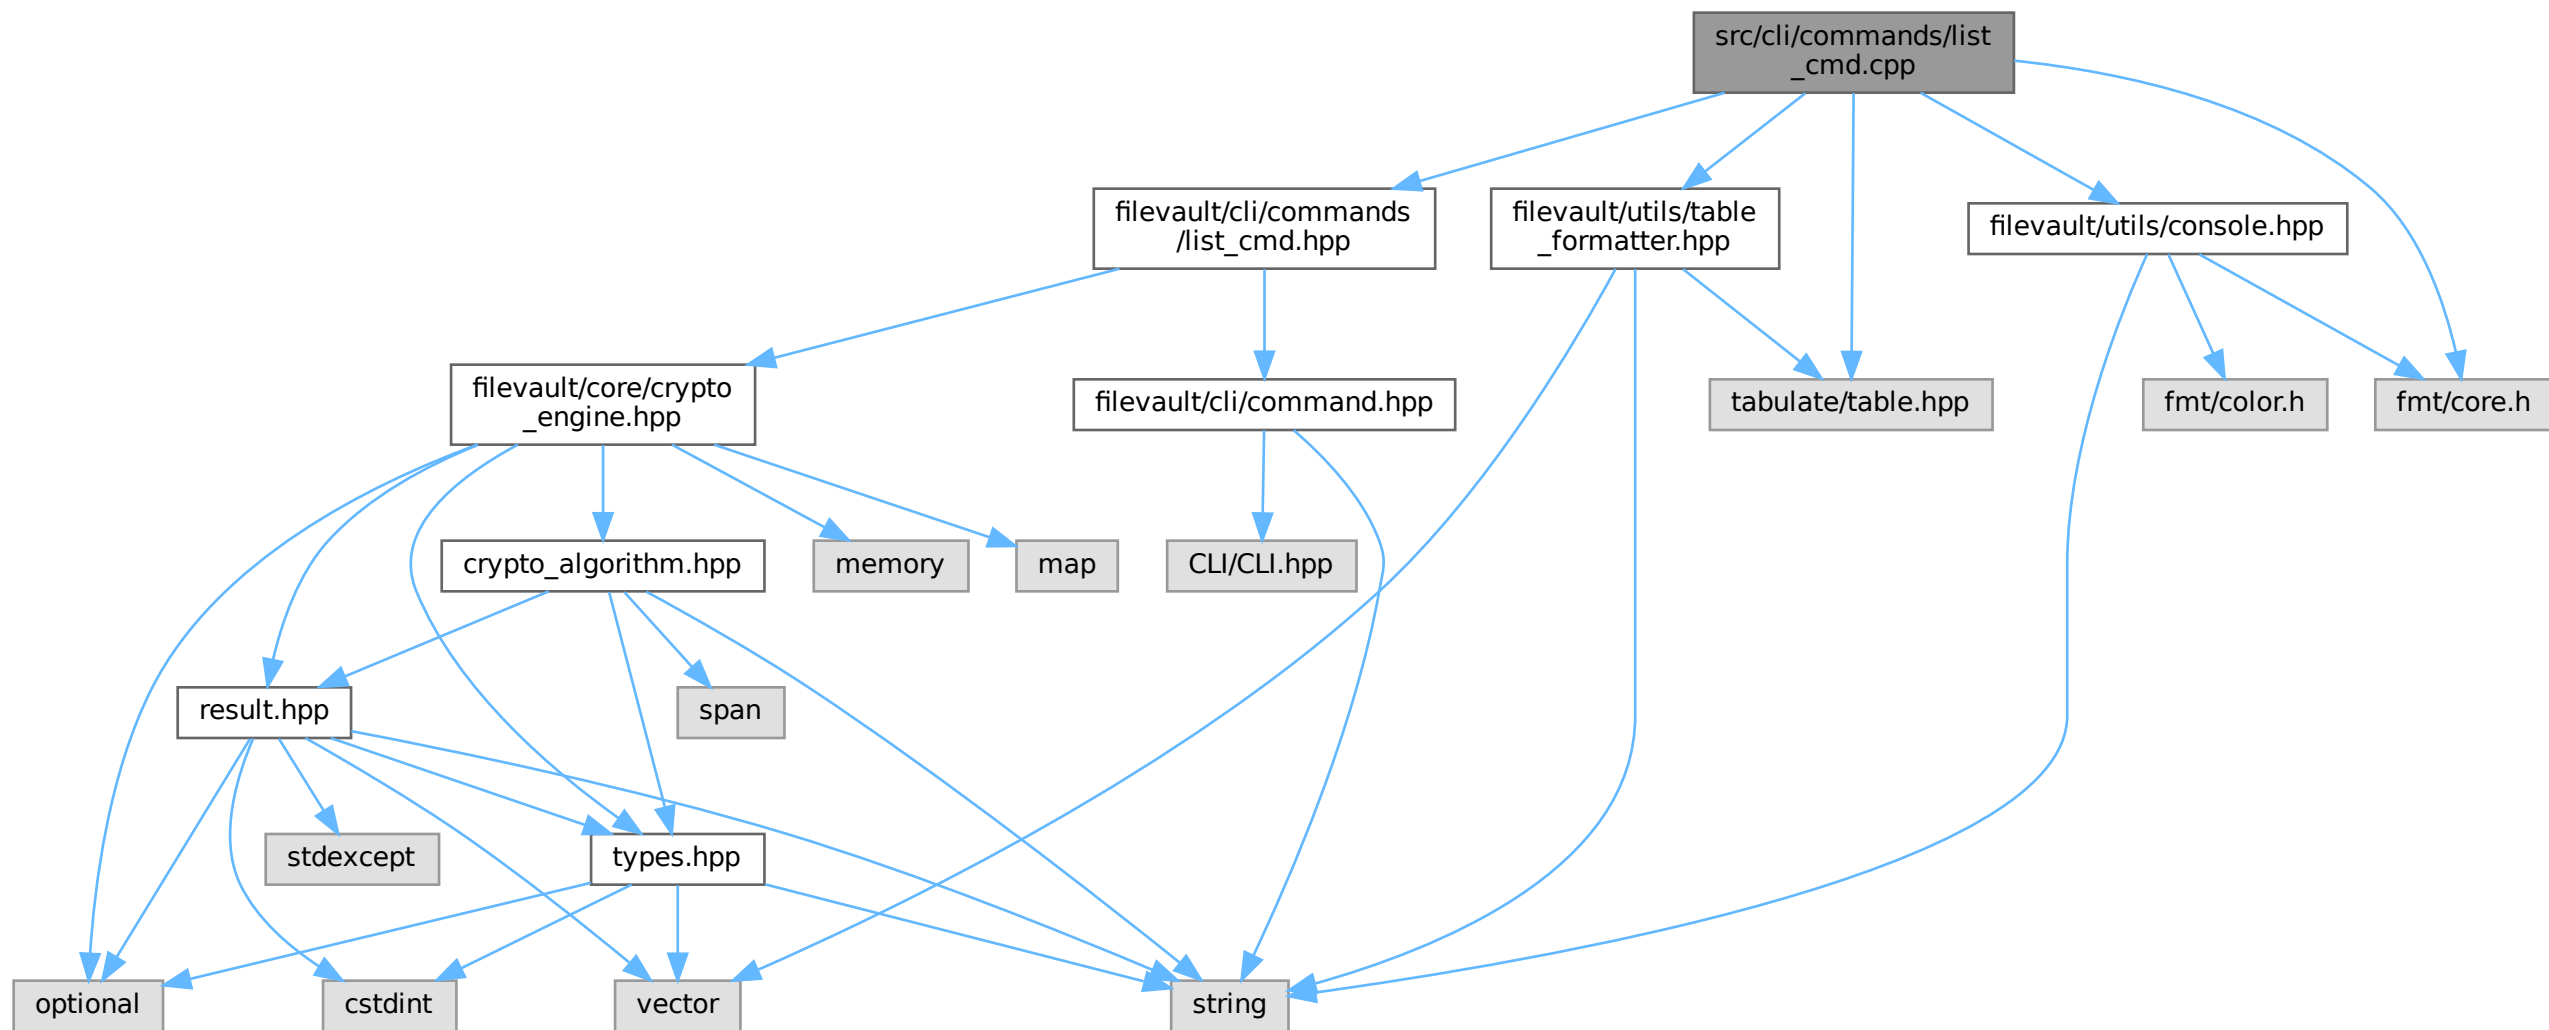 src/cli/commands/list
_cmd.cpp
filevault/cli/commands
/list_cmd.hpp
filevault/utils/table
_formatter.hpp
filevault/utils/console.hpp
filevault/core/crypto
_engine.hpp
filevault/cli/command.hpp
tabulate/table.hpp
fmt/color.h
fmt/core.h
crypto_algorithm.hpp
memory
map
CLI/CLI.hpp
result.hpp
span
stdexcept
types.hpp
optional
cstdint
vector
string